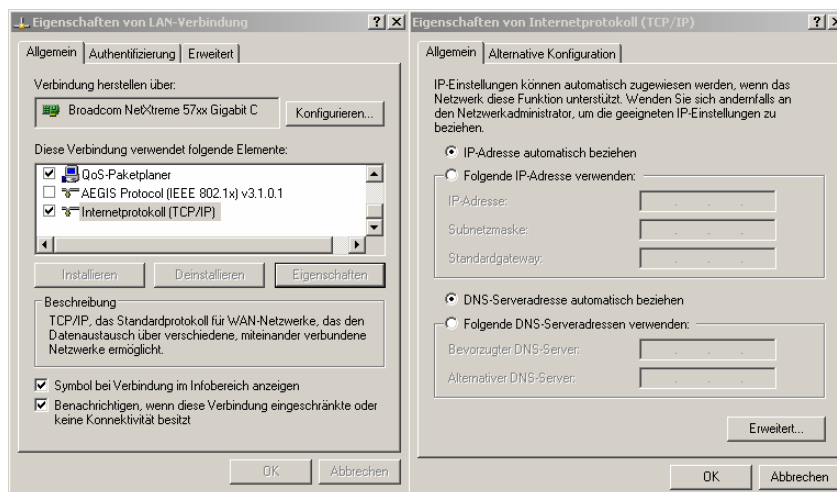 Eigenschaften von LAN-Verbindung
Allgemein
Authentifizierung
Erweitert
Verbindung herstellen über:
Broadcom NetXtreme 57xx Gigabit C
Konfigurieren...
Diese Verbindung verwendet folgende Elemente:
QoS-Paketplaner
AEGIS Protocol (IEEE 802.1x) v3.1.0.1
Internetprotokoll (TCP/IP)
Installieren
Deinstallieren
Eigenschaften
Beschreibung
TCP/IP, das Standardprotokoll für WAN-Netzwerke, das den
Datenaustausch über verschiedene, miteinander verbundene
Netzwerke ermöglicht.
Symbol bei Verbindung im Infobereich anzeigen
Benachrichtigen, wenn diese Verbindung eingeschränkte oder
keine Konnektivität besitzt
OK
Abbrechen
Eigenschaften von Internetprotokoll (TCP/IP)
Allgemein
Alternative Konfiguration
IP-Einstellungen können automatisch zugewiesen werden, wenn das
Netzwerk diese Funktion unterstützt. Wenden Sie sich andernfalls an
den Netzwerkadministrator, um die geeigneten IP-Einstellungen zu
beziehen.
IP-Adresse automatisch beziehen
Folgende IP-Adresse verwenden:
IP-Adresse:
Subnetzmaske:
Standardgateway:
DNS-Serveradresse automatisch beziehen
Folgende DNS-Serveradressen verwenden:
Bevorzugter DNS-Server:
Alternativer DNS-Server:
Erweitert...
OK
Abbrechen